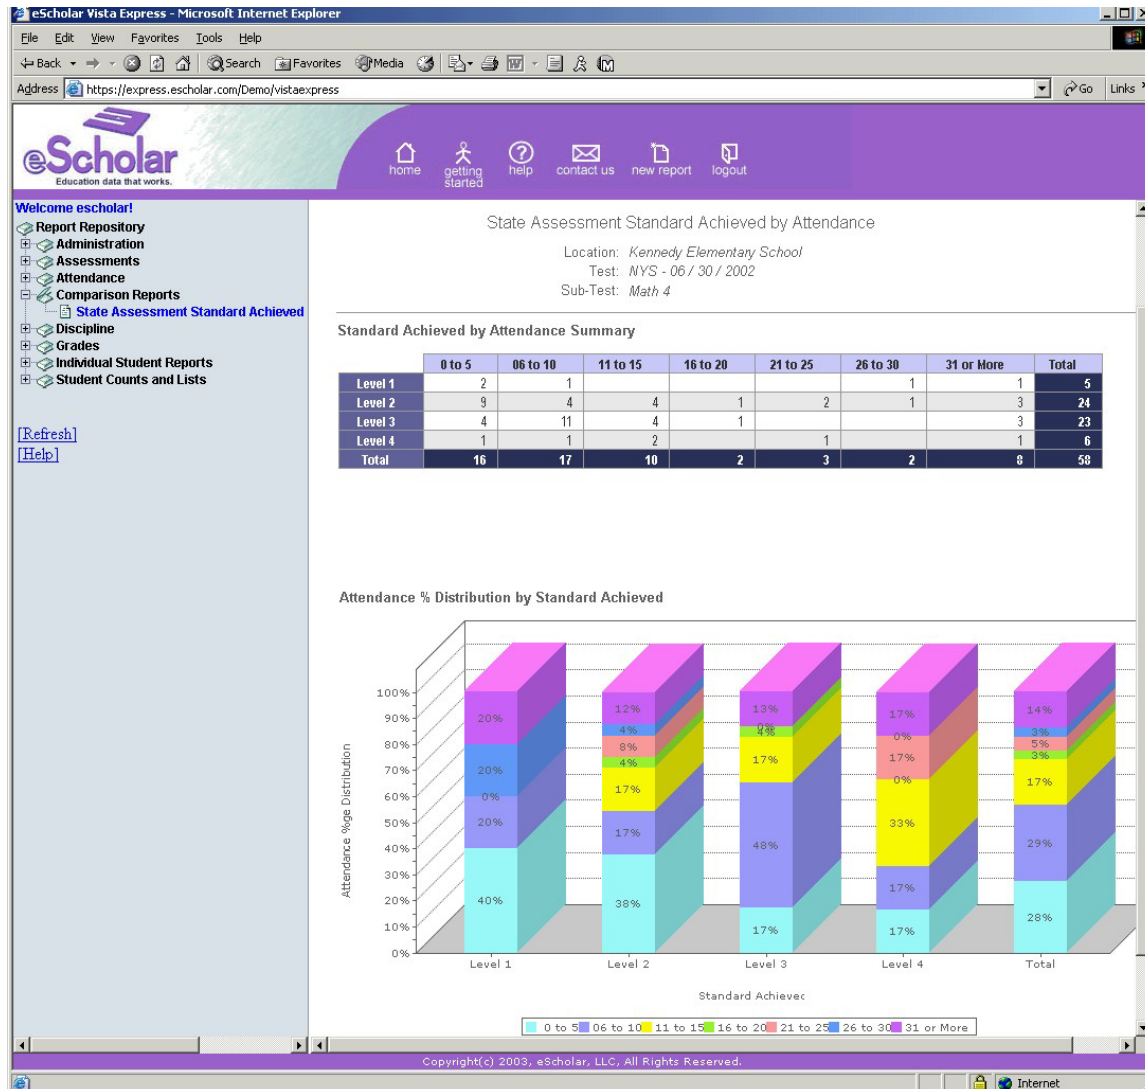 eScholar Vista Express - Microsoft Internet Explorer
File Edit View Favorites Tools Help
Back Search Favorites Media
Address https://express.escholar.com/Demo/vistaexpress Go Links
eScholar
Education data that works.
home getting started help contact us new report logout
Welcome escholar!
Report Repository
Administration
Assessments
Attendance
Comparison Reports
State Assessment Standard Achieved
Discipline
Grades
Individual Student Reports
Student Counts and Lists
[Refresh]
[Help]
State Assessment Standard Achieved by Attendance
Location: Kennedy Elementary School
Test: NYS - 06 / 30 / 2002
Sub-Test: Math 4
Standard Achieved by Attendance Summary
0 to 5 06 to 10 11 to 15 16 to 20 21 to 25 26 to 30 31 or More Total
Level 1 2 1 1 1 5
Level 2 9 4 4 1 2 1 3 24
Level 3 4 11 4 1 3 23
Level 4 1 1 2 1 1 6
Total 16 17 10 2 3 2 8 58
Attendance % Distribution by Standard Achieved
Attendance %ge Distribution
100%
90%
80%
70%
60%
50%
40%
30%
20%
10%
0%
20%
20%
0%
20%
40%
12%
4%
8%
4%
17%
17%
38%
13%
0%
4%
17%
48%
17%
17%
0%
17%
0%
33%
17%
17%
14%
3%
5%
3%
17%
29%
28%
Level 1 Level 2 Level 3 Level 4 Total
Standard Achievec
0 to 5 06 to 10 11 to 15 16 to 20 21 to 25 26 to 30 31 or More
Copyright(c) 2003, eScholar, LLC, All Rights Reserved.
Internet